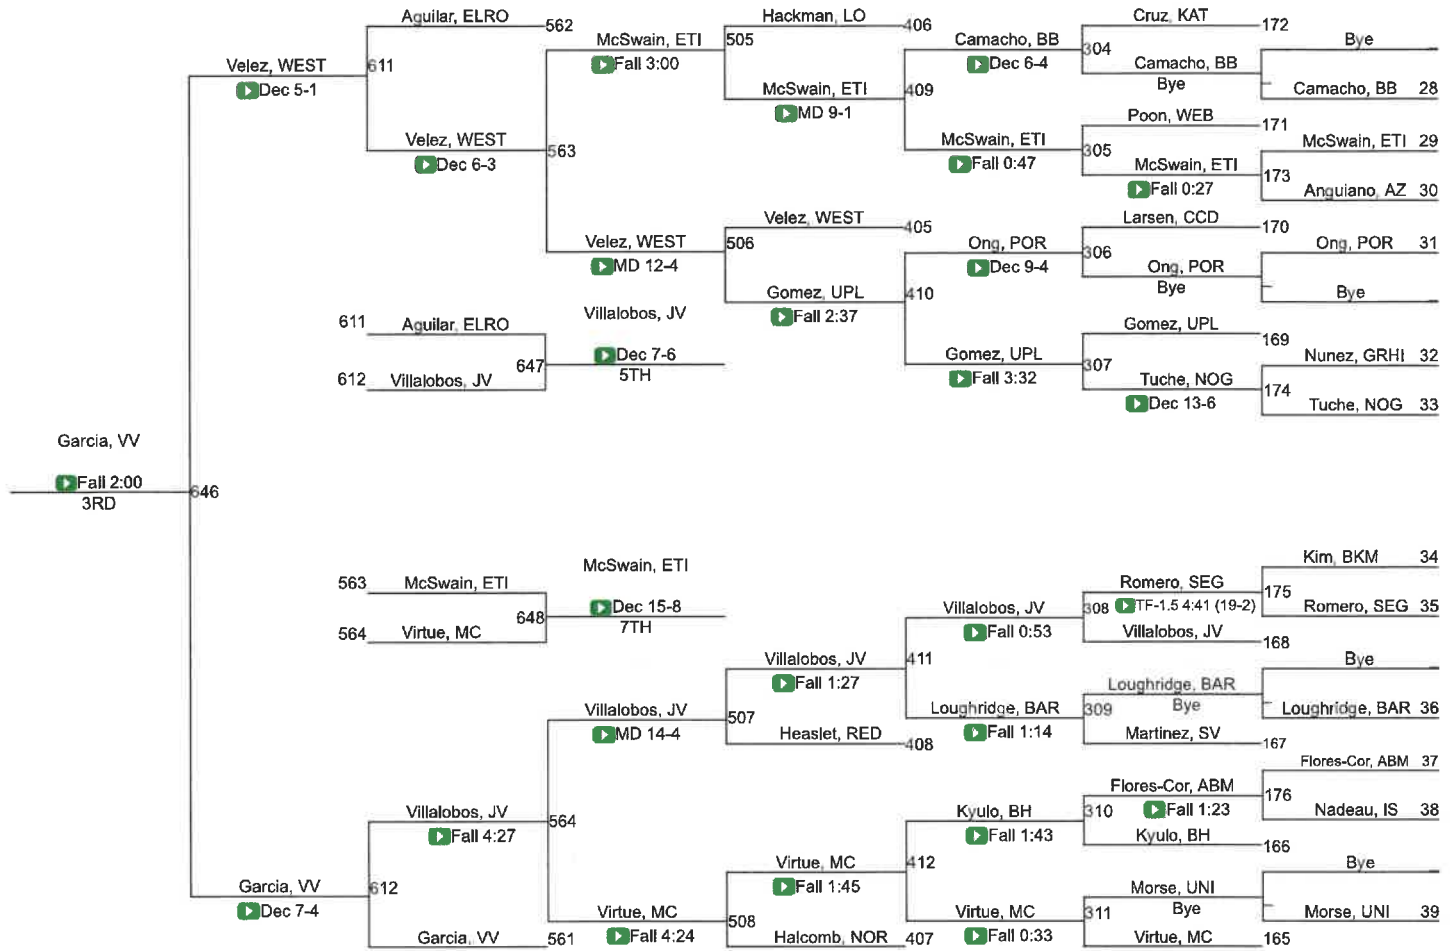 Aguilar, ELRO 562
Hackman, LO 406
Cruz, KAT 172
McSwain, ETI 505
Fall 3:00
Camacho, BB 304
Dec 6-4
Bye
Velez, WEST 611
Dec 5-1
Camacho, BB
Bye
McSwain, ETI 409
MD 9-1
Camacho, BB 28
Poon, WEB 171
Velez, WEST 563
Dec 6-3
McSwain, ETI 305
Fall 0:47
McSwain, ETI 29
McSwain, ETI 173
Fall 0:27
Anguiano, AZ 30
Velez, WEST 405
Larsen, CCD 170
Velez, WEST 506
MD 12-4
Ong, POR 306
Dec 9-4
Ong, POR 31
Ong, POR
Bye
Gomez, UPL 410
Fall 2:37
Bye
611 Aguilar, ELRO
Villalobos, JV
Gomez, UPL 169
647 Dec 7-6
5TH
Gomez, UPL 307
Fall 3:32
Nunez, GRHI 32
612 Villalobos, JV
Tuche, NOG 174
Dec 13-6
Tuche, NOG 33
Garcia, VV
Fall 2:00
3RD
646
563 McSwain, ETI
McSwain, ETI
Kim, BKM 34
648 Dec 15-8
7TH
Romero, SEG 175
308 TF-1.5 4:41 (19-2)
Romero, SEG 35
564 Virtue, MC
Villalobos, JV
Fall 0:53
Villalobos, JV 168
Villalobos, JV 411
Fall 1:27
Bye
Loughridge, BAR
Bye
Villalobos, JV 507
MD 14-4
Loughridge, BAR 309
Fall 1:14
Loughridge, BAR 36
Heaslet, RED 408
Martinez, SV 167
Flores-Cor, ABM 37
Flores-Cor, ABM 176
Fall 1:23
Villalobos, JV 564
Fall 4:27
Kyulo, BH 310
Fall 1:43
Nadeau, IS 38
Kyulo, BH 166
Virtue, MC 412
Fall 1:45
Bye
Garcia, VV 612
Dec 7-4
Morse, UNI
Bye
Virtue, MC 508
Fall 4:24
Virtue, MC 311
Fall 0:33
Morse, UNI 39
Garcia, VV 561
Halcomb, NOR 407
Virtue, MC 165